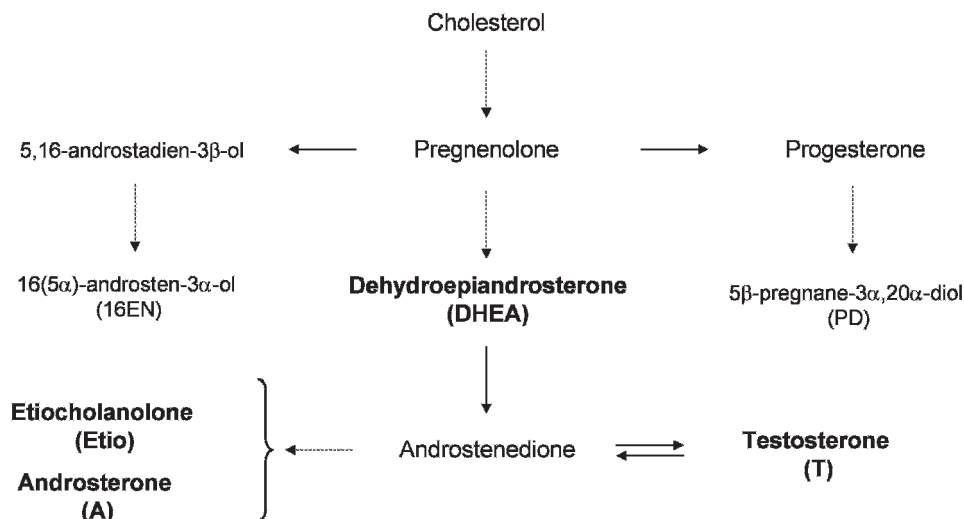 Cholesterol
5,16-androstadien-3β-ol
Pregnenolone
Progesterone
16(5α)-androsten-3α-ol
(16EN)
Dehydroepiandrosterone
(DHEA)
5β-pregnane-3α,20α-diol
(PD)
Etiocholanolone
(Etio)
Androsterone
(A)
Androstenedione
Testosterone
(T)